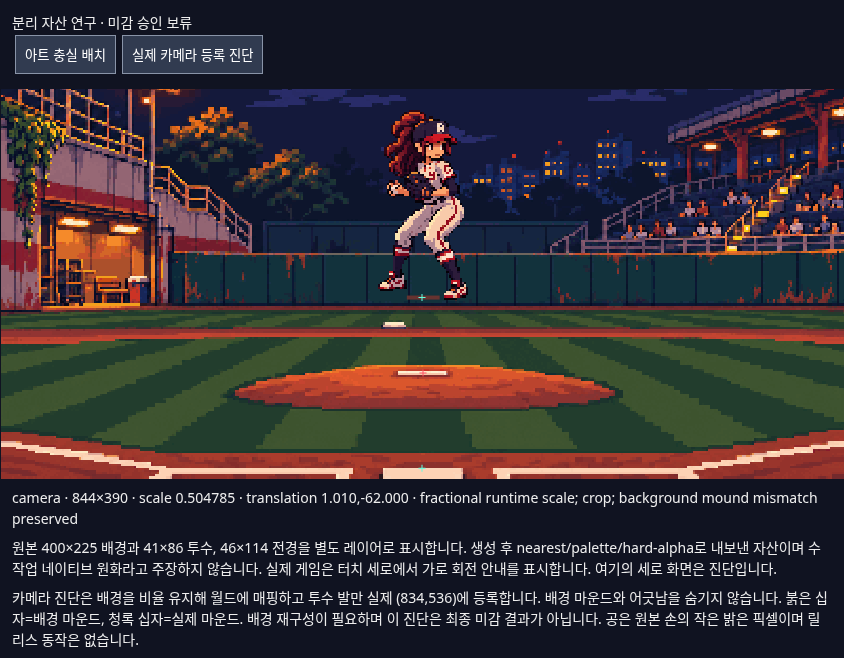 분리 자산 연구 · 미감 승인 보류
아트 충실 배치
실제 카메라 등록 진단
B
camera · 844×390 · scale 0.504785 · translation 1.010,-62.000 · fractional runtime scale; crop; background mound mismatch
preserved
원본 400×225 배경과 41×86 투수, 46×114 전경을 별도 레이어로 표시합니다. 생성 후 nearest/palette/hard-alpha로 내보낸 자산이며 수
작업 네이티브 원화라고 주장하지 않습니다. 실제 게임은 터치 세로에서 가로 회전 안내를 표시합니다. 여기의 세로 화면은 진단입니다.
카메라 진단은 배경을 비율 유지해 월드에 매핑하고 투수 발만 실제 (834,536)에 등록합니다. 배경 마운드와 어긋남을 숨기지 않습니다. 붉은 십
자=배경 마운드, 청록 십자=실제 마운드. 배경 재구성이 필요하며 이 진단은 최종 미감 결과가 아닙니다. 공은 원본 손의 작은 밝은 픽셀이며 릴
리스 동작은 없습니다.